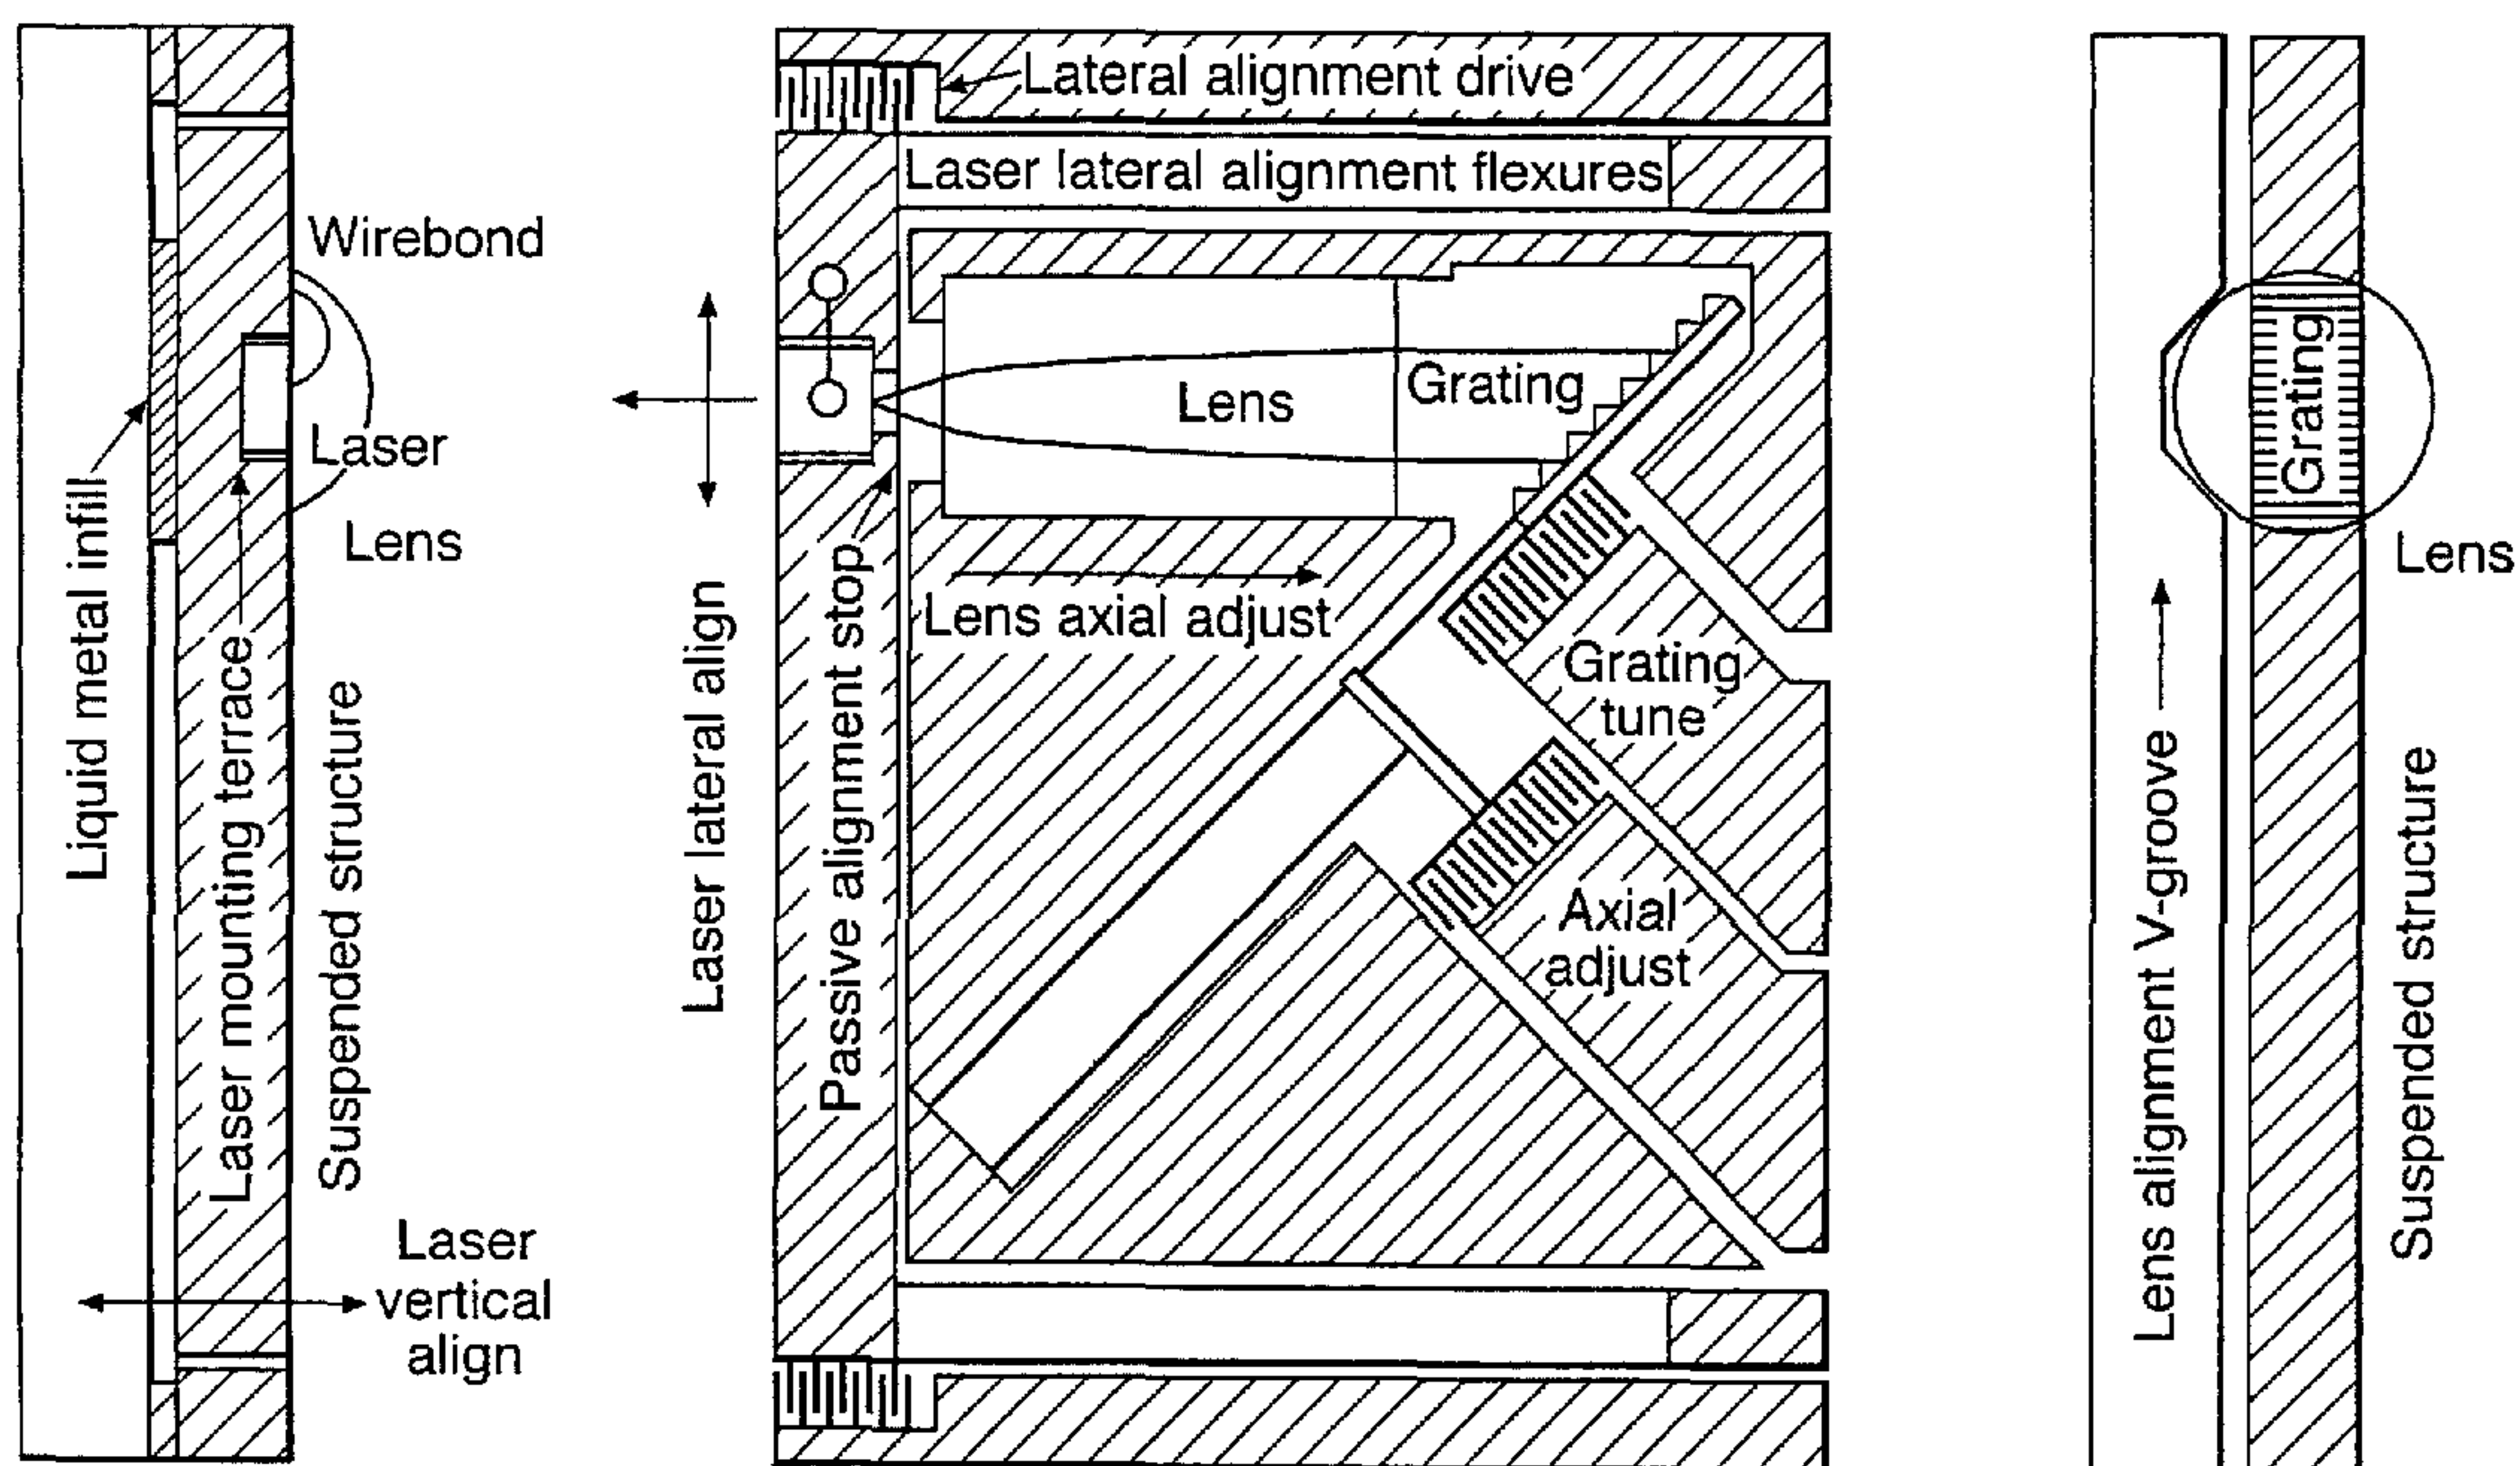 Wirebond
Laser
Lens
Liquid metal infill
Laser mounting terrace
Suspended structure
Laser
vertical
align
Lateral alignment drive
Laser lateral alignment flexures
Lens
Grating
Laser lateral align
Passive alignment stop
Lens axial adjust
Grating
tune
Axial
adjust
Grating
Lens
Lens alignment V-groove
Suspended structure